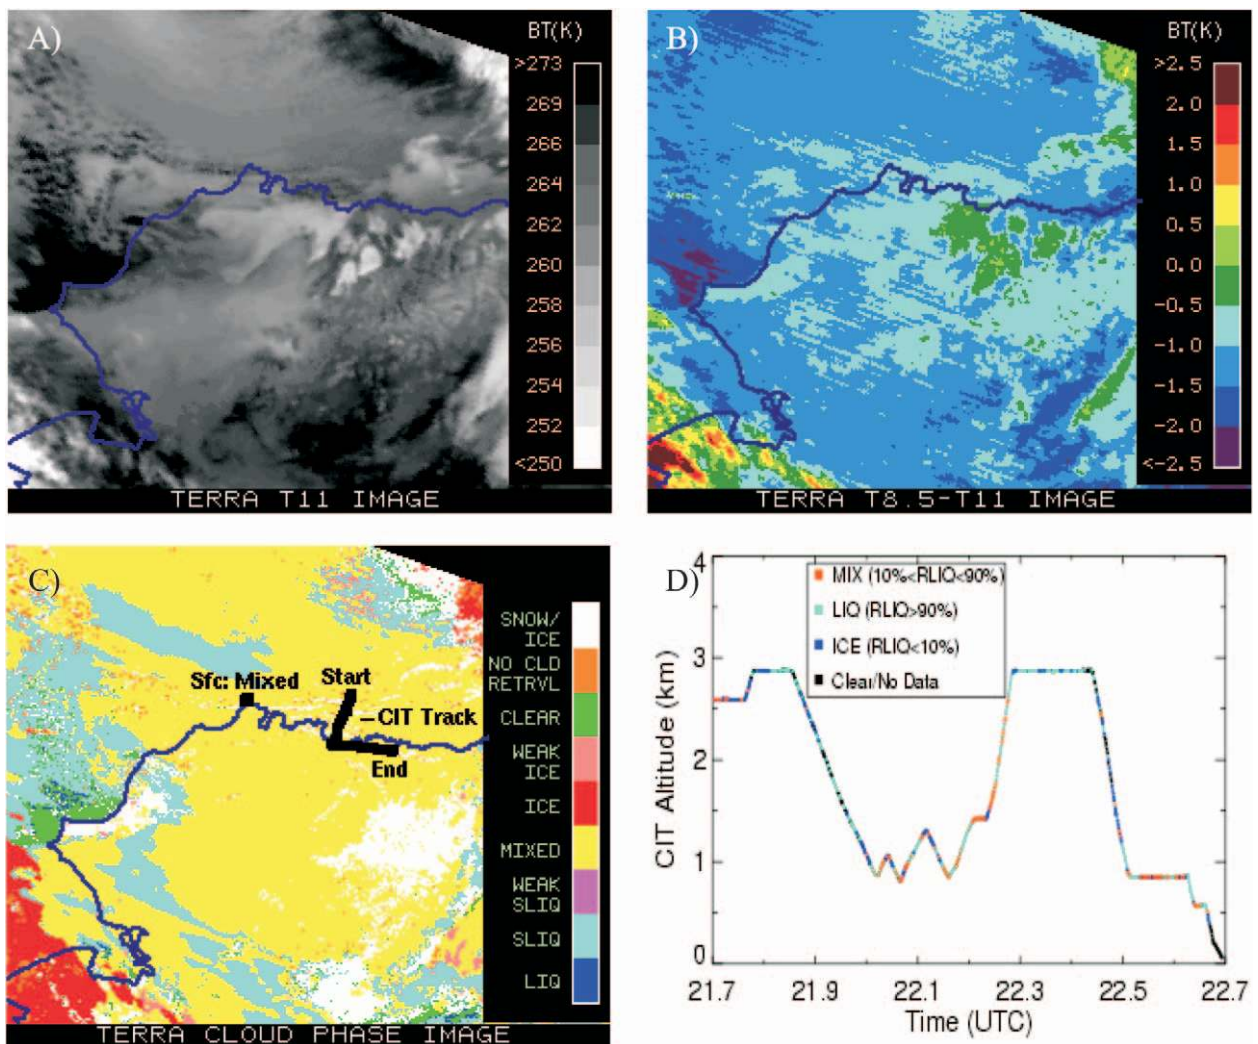 A)
BT(K)
>273
269
266
264
262
260
258
256
254
252
<250
TERRA T11 IMAGE
B)
BT(K)
>2.5
2.0
1.5
1.0
0.5
0.0
-0.5
-1.0
-1.5
-2.0
<-2.5
TERRA T8.5-T11 IMAGE
C)
Sfc: Mixed
Start
CIT Track
End
SNOW/
ICE
NO CLD
RETRVL
CLEAR
WEAK
ICE
ICE
MIXED
WEAK
SLIQ
SLIQ
LIQ
TERRA CLOUD PHASE IMAGE
D)
MIX (10%<RLIQ<90%)
LIQ (RLIQ>90%)
ICE (RLIQ<10%)
Clear/No Data
CIT Altitude (km)
4
3
2
1
0
21.7
21.9
22.1
22.3
22.5
22.7
Time (UTC)